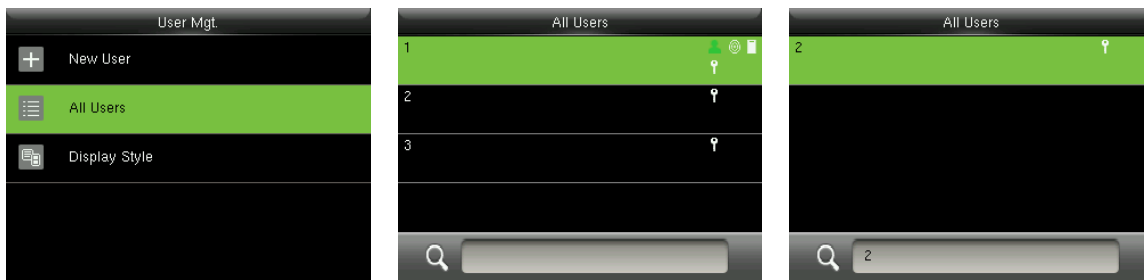 User Mgt.
New User
All Users
Display Style
All Users
1
2
3
All Users
2
2